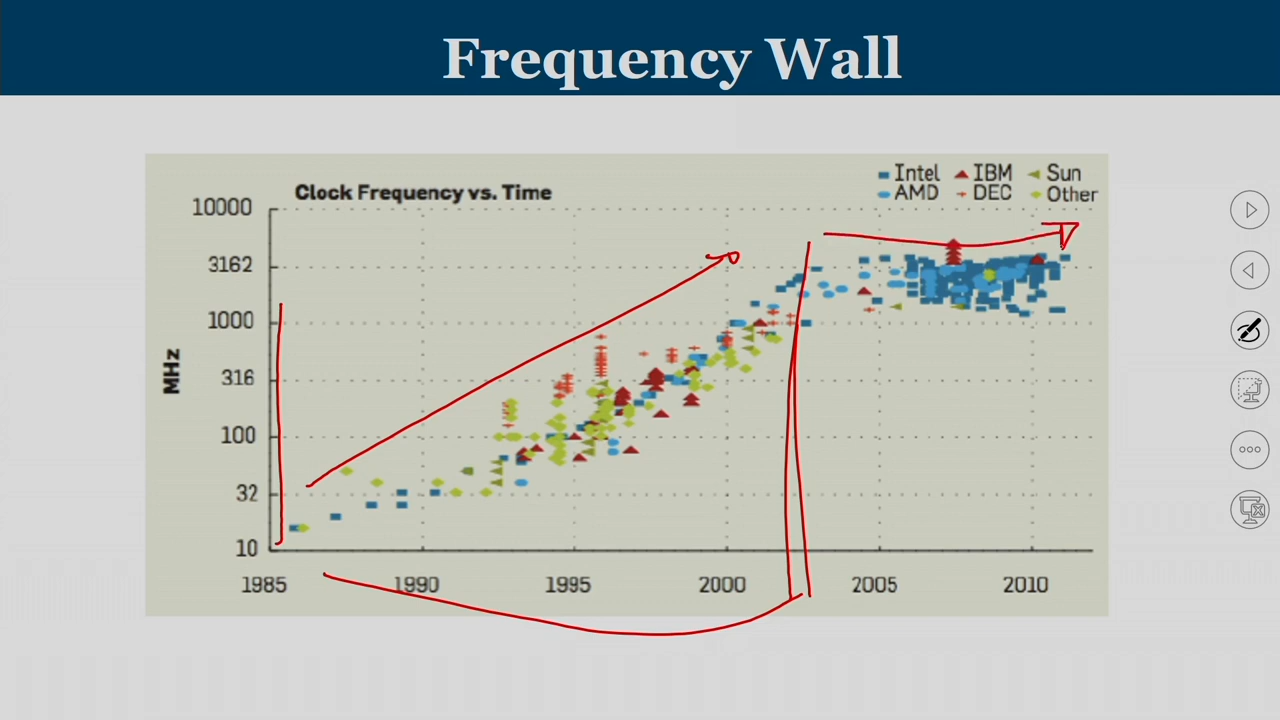 Frequency Wall
Clock Frequency vs. Time
Intel IBM Sun
AMD DEC Other
MHz
10000
3162
1000
316
100
32
10
1985 1990 1995 2000 2005 2010